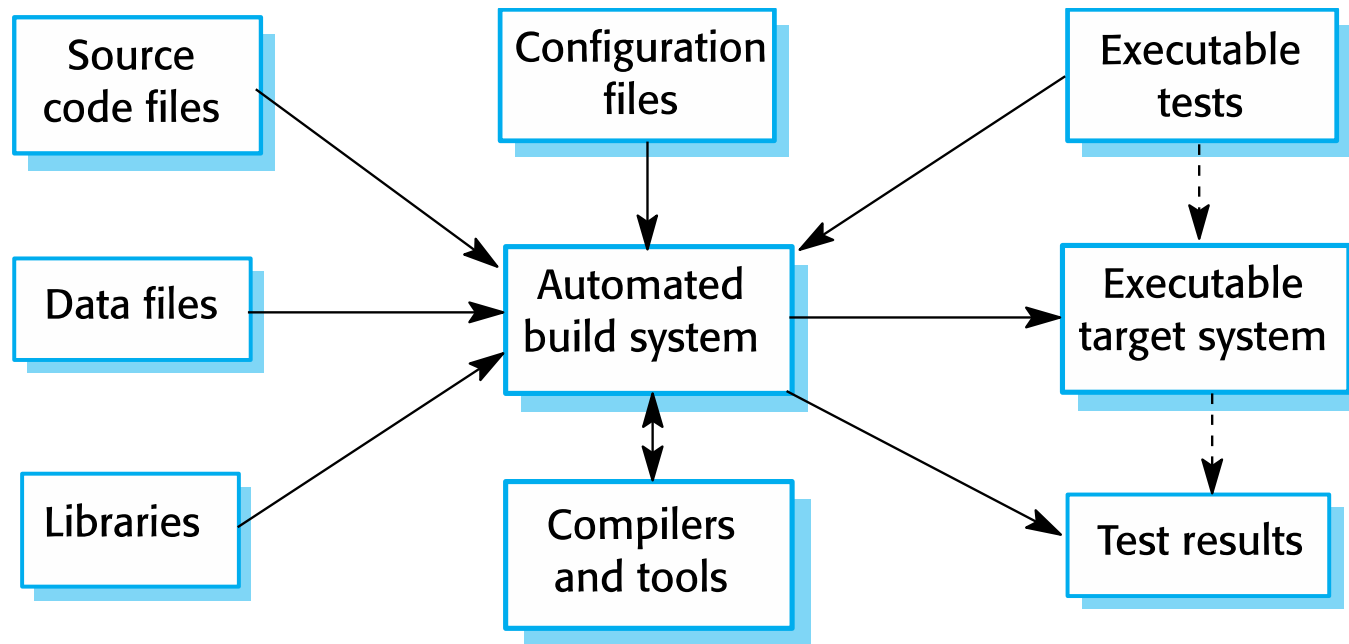 Source
code files
Configuration
files
Executable
tests
Data files
Automated
build system
Executable
target system
Libraries
Compilers
and tools
Test results